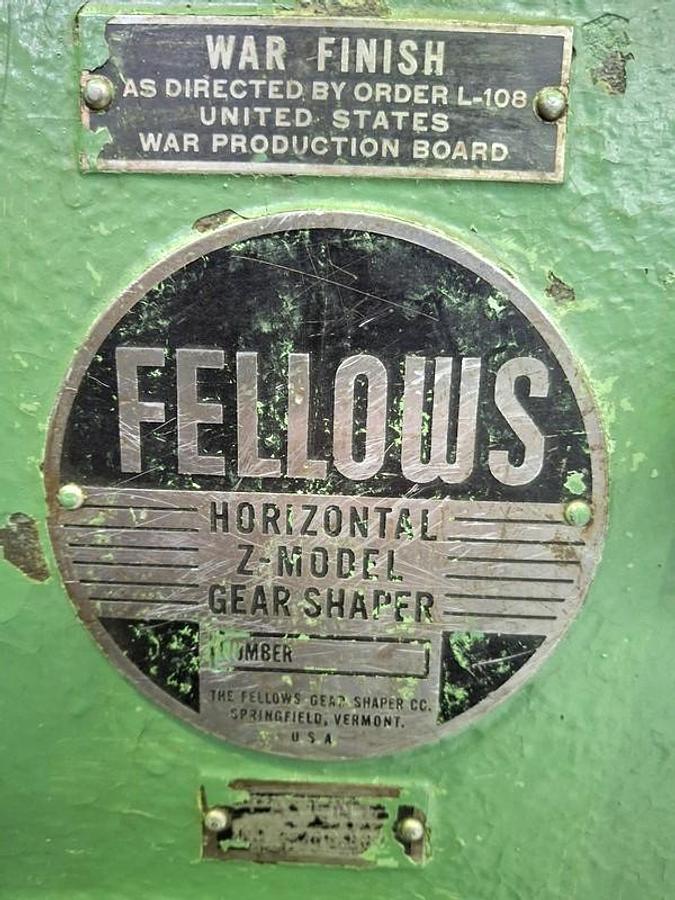 WAR FINISH
AS DIRECTED BY ORDER L-108
UNITED STATES
WAR PRODUCTION BOARD
FELLOWS
HORIZONTAL
Z-MODEL
GEAR SHAPER
NUMBER
THE FELLOWS GEAR SHAPER CO.
SPRINGFIELD, VERMONT.
U S A